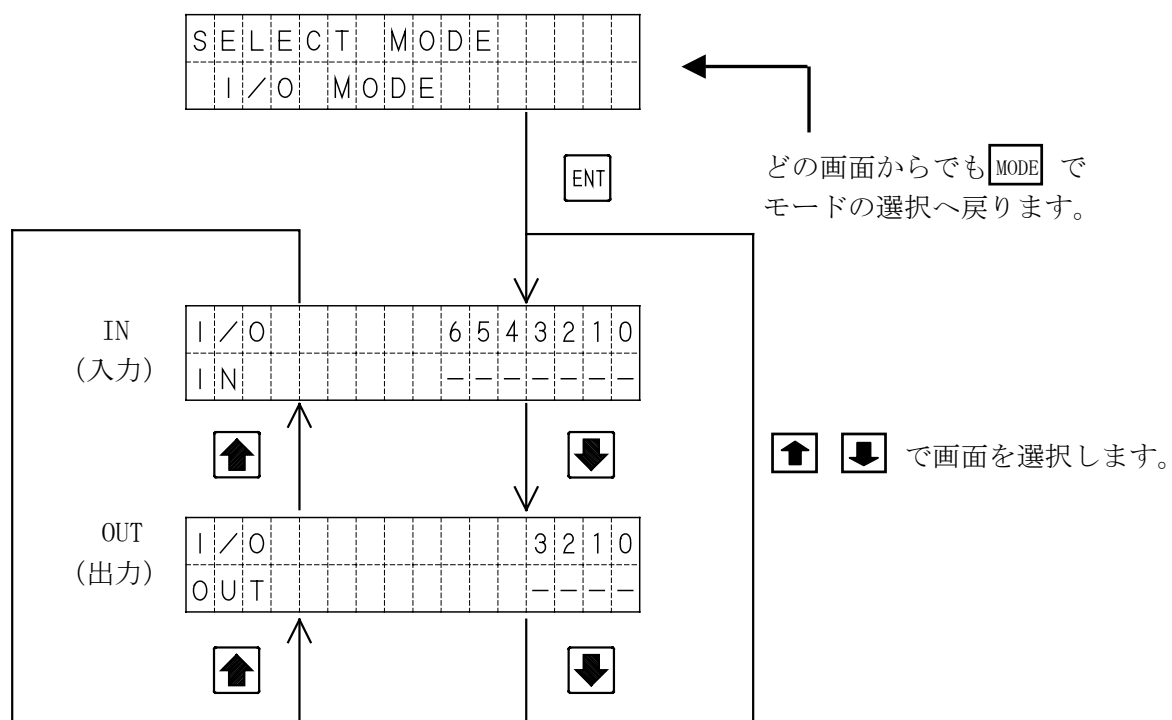 SELECT MODE
I/O MODE
ENT
どの画面からでもMODE で
モードの選択へ戻ります。
IN
(入力)
I/O 6543210
IN -------
⬆ ⬇ で画面を選択します。
OUT
(出力)
I/O 3210
OUT ----